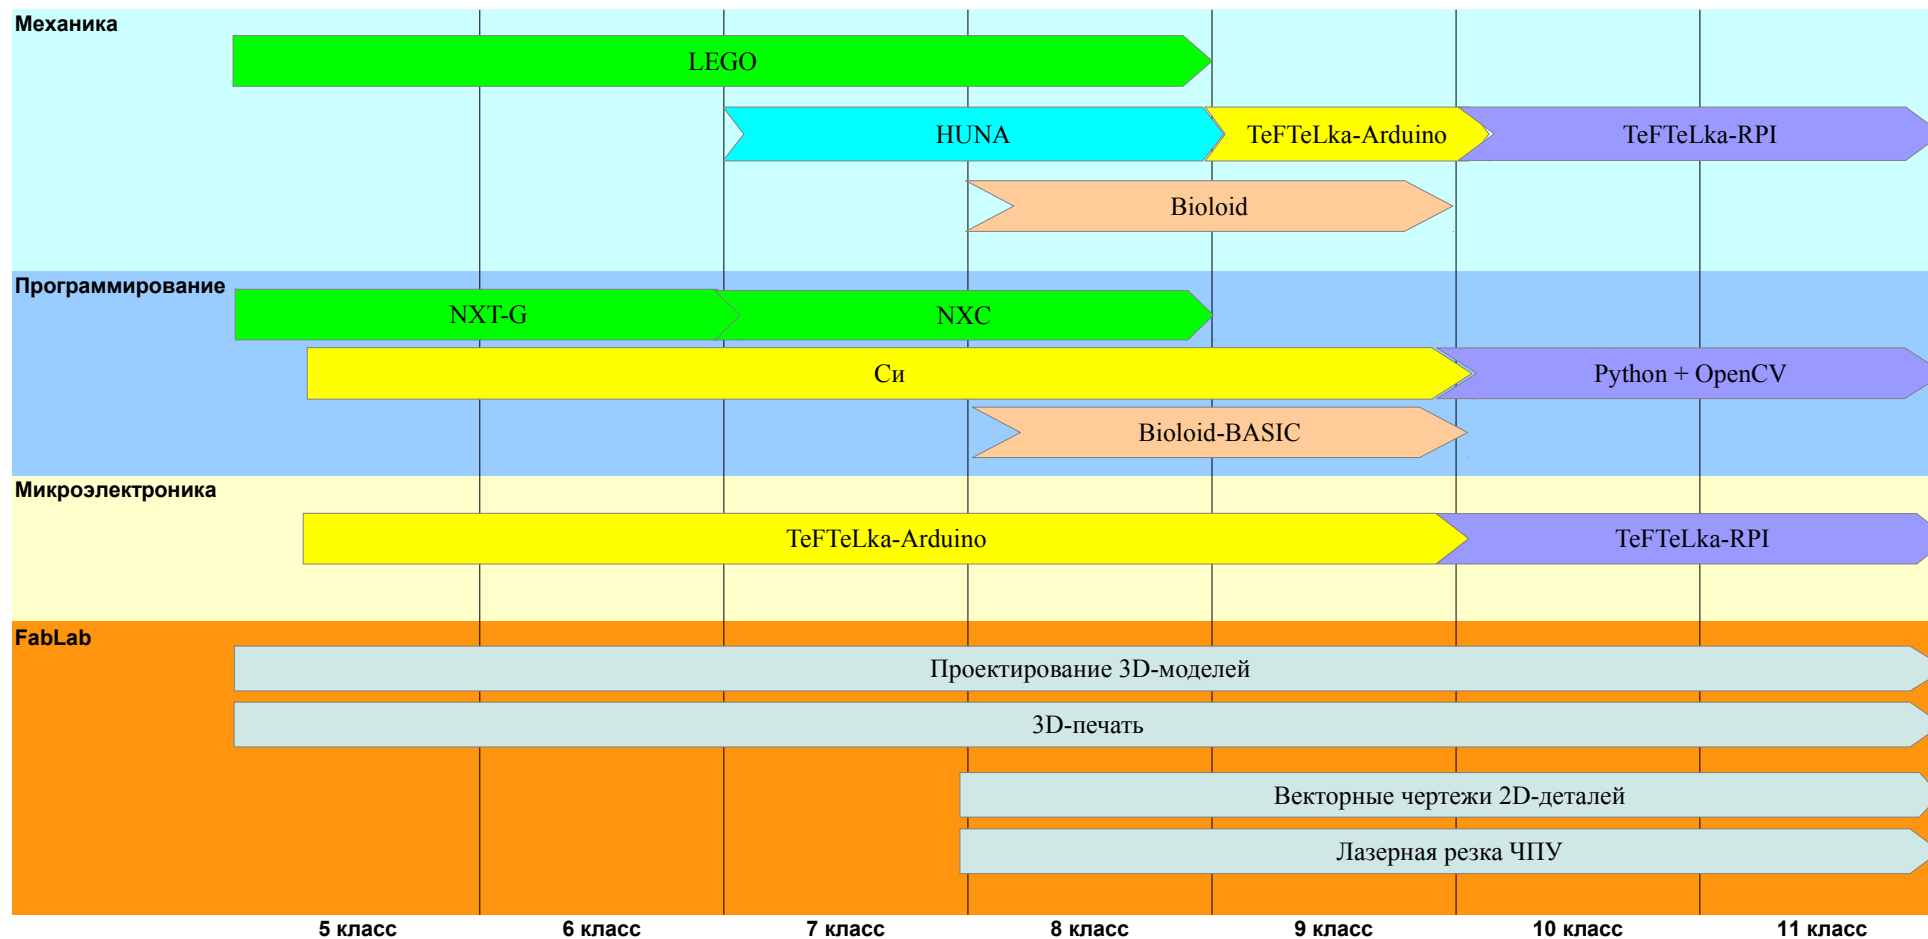 Механика
LEGO
HUNA
TeFTeLka-Arduino
TeFTeLka-RPI
Bioloid
Программирование
NXT-G
NXC
Си
Python + OpenCV
Bioloid-BASIC
Микроэлектроника
TeFTeLka-Arduino
TeFTeLka-RPI
FabLab
Проектирование 3D-моделей
3D-печать
Векторные чертежи 2D-деталей
Лазерная резка ЧПУ
5 класс
6 класс
7 класс
8 класс
9 класс
10 класс
11 класс